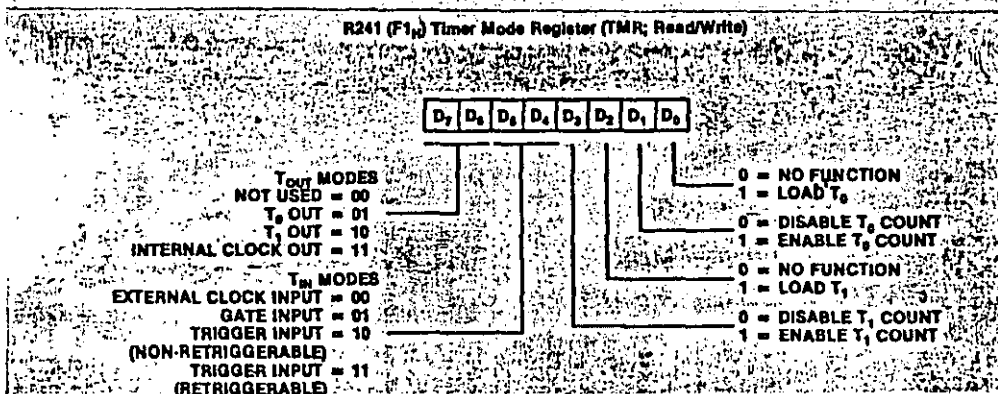 R241 (F1H) Timer Mode Register (TMR; Read/Write)
D7 D6 D5 D4 D3 D2 D1 D0
TOUT MODES
NOT USED = 00
T0 OUT = 01
T1 OUT = 10
INTERNAL CLOCK OUT = 11
TIN MODES
EXTERNAL CLOCK INPUT = 00
GATE INPUT = 01
TRIGGER INPUT = 10
(NON-RETRIGGERABLE)
TRIGGER INPUT = 11
(RETRIGGERABLE)
0 = NO FUNCTION
1 = LOAD T0
0 = DISABLE T0 COUNT
1 = ENABLE T0 COUNT
0 = NO FUNCTION
1 = LOAD T1
0 = DISABLE T1 COUNT
1 = ENABLE T1 COUNT